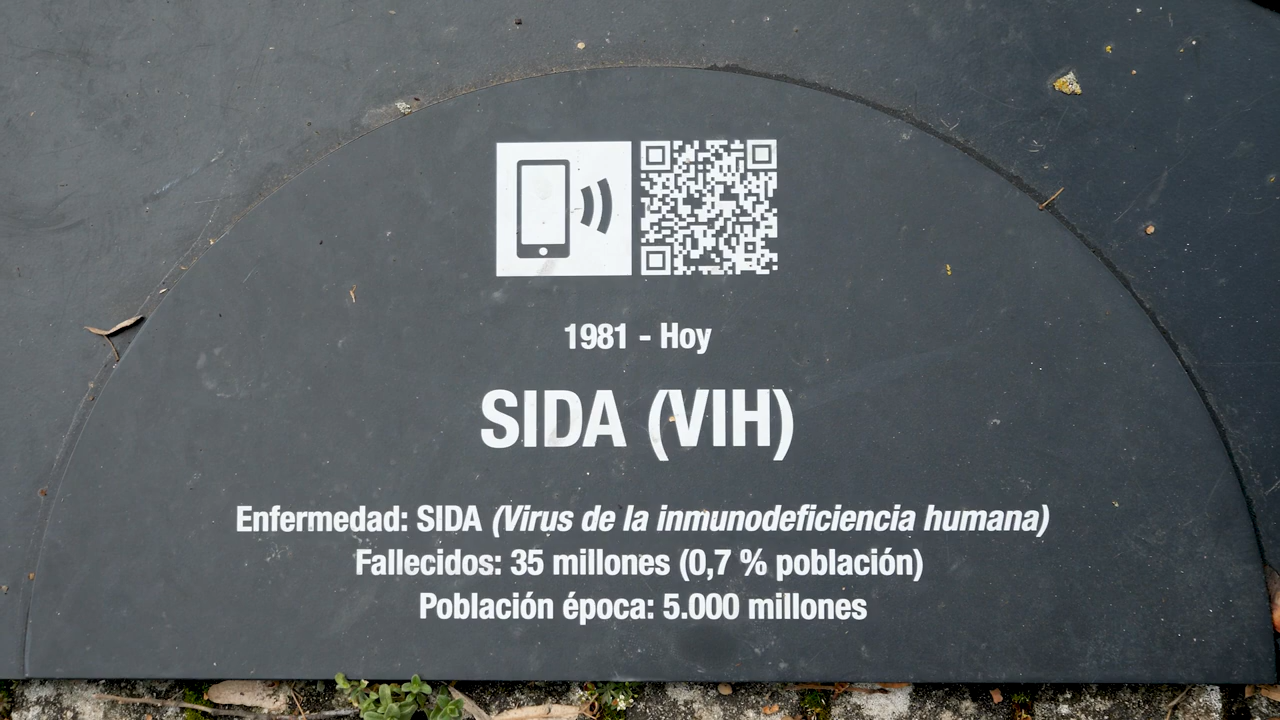 1981 - Hoy
SIDA (VIH)
Enfermedad: SIDA (Virus de la inmunodeficiencia humana)
Fallecidos: 35 millones (0,7 % población)
Población época: 5.000 millones